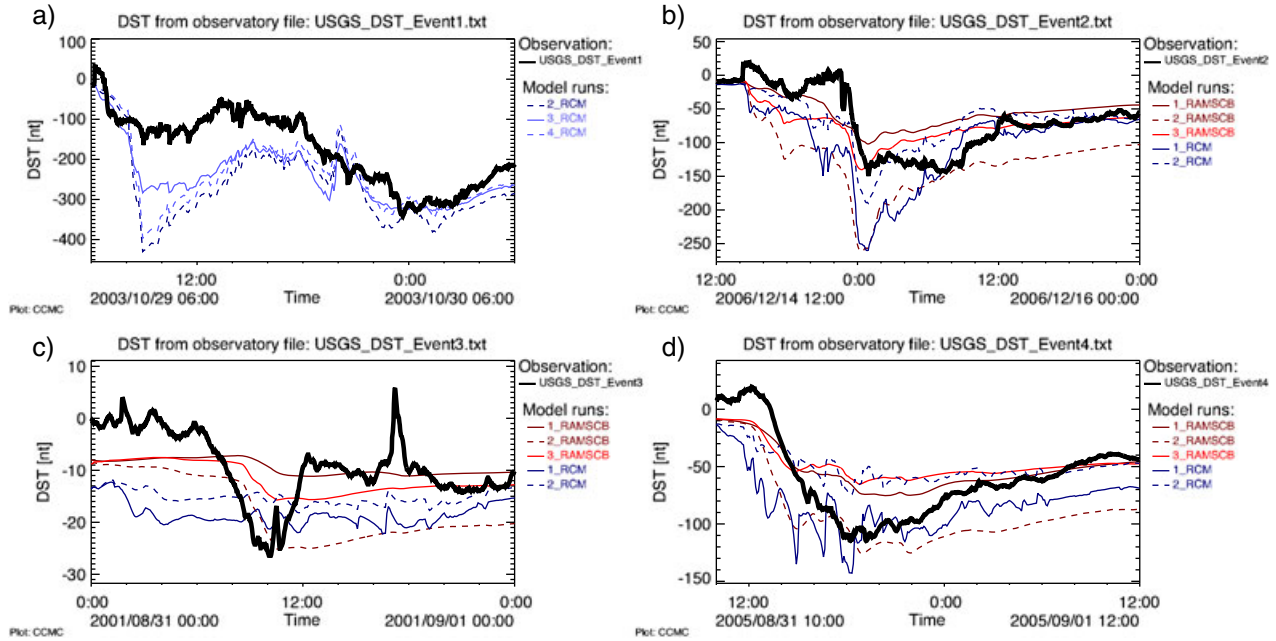 a)
DST from observatory file: USGS_DST_Event1.txt
100
0
-100
-200
-300
-400
DST [nt]
12:00
0:00
2003/10/29 06:00
Time
2003/10/30 06:00
Plot: CCMC
Observation:
USGS_DST_Event1
Model runs:
2_RCM
3_RCM
4_RCM
b)
DST from observatory file: USGS_DST_Event2.txt
50
0
-50
-100
-150
-200
-250
DST [nt]
12:00
0:00
12:00
0:00
2006/12/14 12:00
Time
2006/12/16 00:00
Plot: CCMC
Observation:
USGS_DST_Event2
Model runs:
1_RAMSCB
2_RAMSCB
3_RAMSCB
1_RCM
2_RCM
c)
DST from observatory file: USGS_DST_Event3.txt
10
0
-10
-20
-30
DST [nt]
0:00
12:00
0:00
2001/08/31 00:00
Time
2001/09/01 00:00
Plot: CCMC
Observation:
USGS_DST_Event3
Model runs:
1_RAMSCB
2_RAMSCB
3_RAMSCB
1_RCM
2_RCM
d)
DST from observatory file: USGS_DST_Event4.txt
0
-50
-100
-150
DST [nt]
12:00
0:00
12:00
2005/08/31 10:00
Time
2005/09/01 12:00
Plot: CCMC
Observation:
USGS_DST_Event4
Model runs:
1_RAMSCB
2_RAMSCB
3_RAMSCB
1_RCM
2_RCM